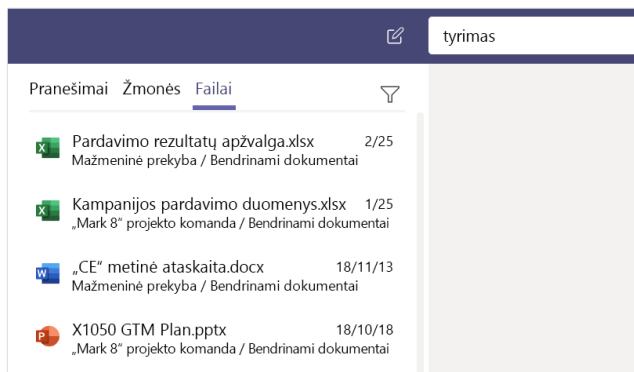 tyrimas
Pranešimai Žmonės Failai
Pardavimo rezultatų apžvalga.xlsx 2/25
Mažmeninė prekyba / Bendrinami dokumentai
Kampanijos pardavimo duomenys.xlsx 1/25
„Mark 8“ projekto komanda / Bendrinami dokumentai
„CE“ metinė ataskaita.docx 18/11/13
Mažmeninė prekyba / Bendrinami dokumentai
X1050 GTM Plan.pptx 18/10/18
„Mark 8“ projekto komanda / Bendrinami dokumentai